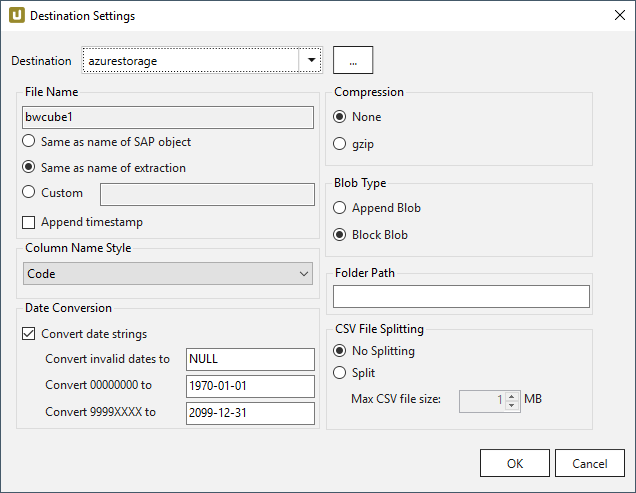 Destination Settings
Destination azurestorage ...
File Name
bwcube1
Same as name of SAP object
Same as name of extraction
Custom
Append timestamp
Column Name Style
Code
Date Conversion
Convert date strings
Convert invalid dates to NULL
Convert 00000000 to 1970-01-01
Convert 9999XXXX to 2099-12-31
Compression
None
gzip
Blob Type
Append Blob
Block Blob
Folder Path
CSV File Splitting
No Splitting
Split
Max CSV file size: 1 MB
OK Cancel